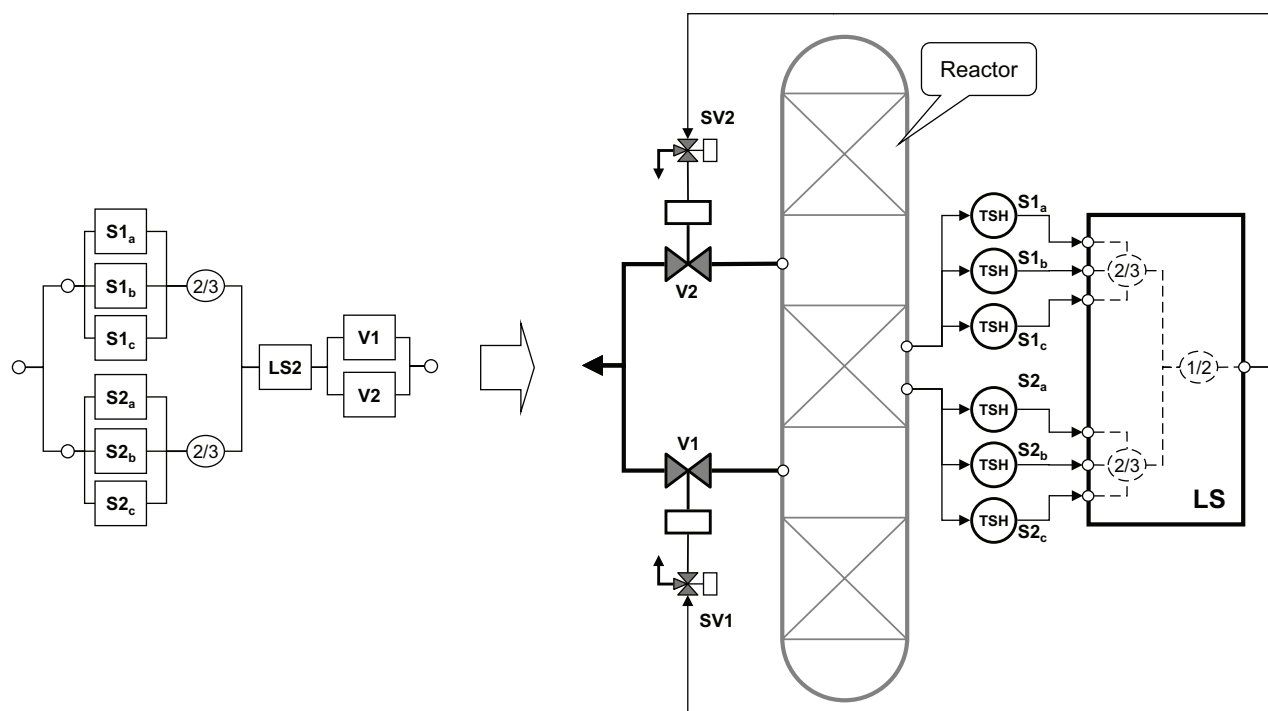 S1a
S1b
S1c
2/3
S2a
S2b
S2c
2/3
LS2
V1
V2
Reactor
SV2
V2
V1
SV1
TSH
S1a
TSH
S1b
TSH
S1c
TSH
S2a
TSH
S2b
TSH
S2c
2/3
1/2
2/3
LS